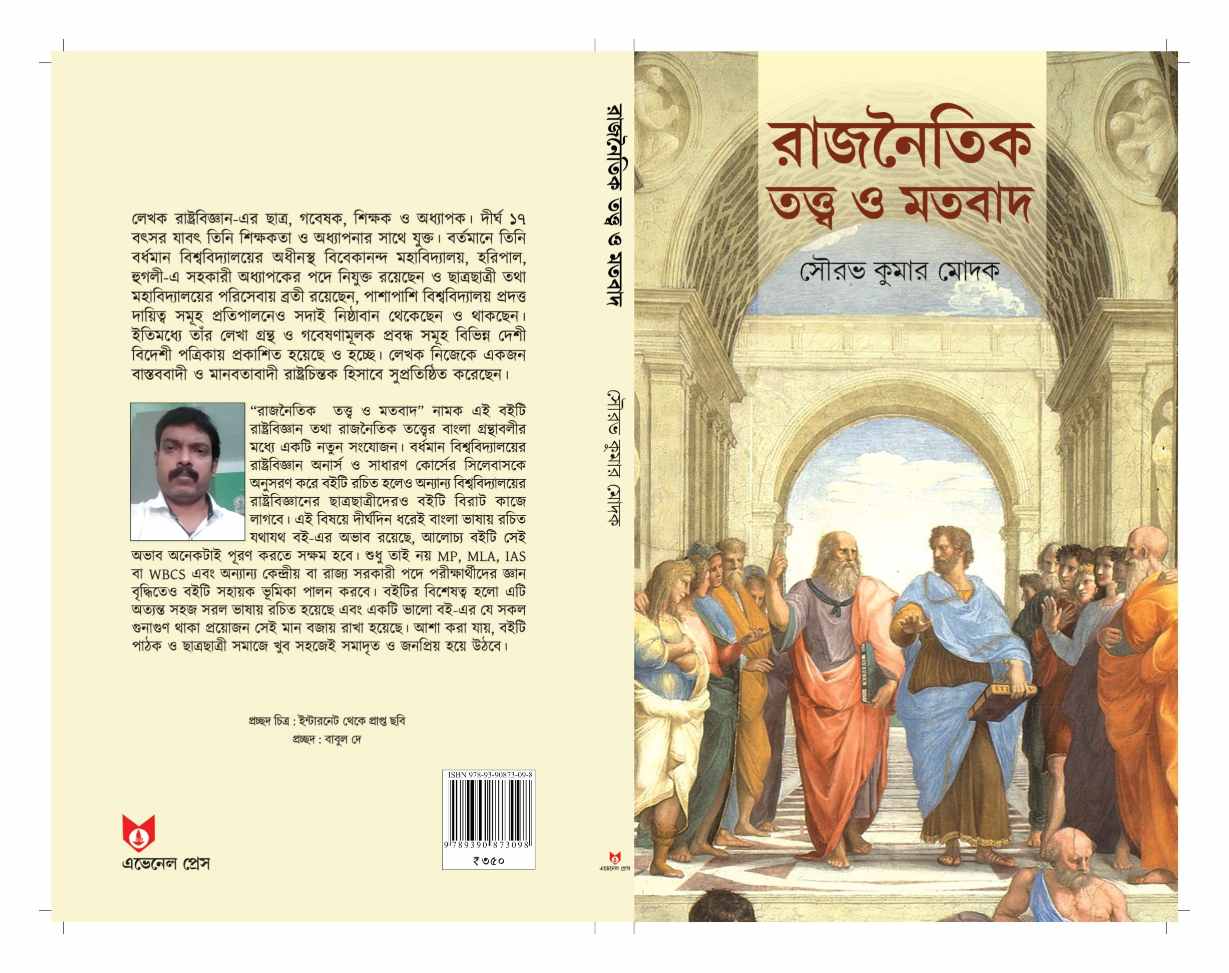 লেখক রাষ্ট্রবিজ্ঞান-এর ছাত্র, গবেষক, শিক্ষক ও অধ্যাপক। দীর্ঘ ১৭
বৎসর যাবৎ তিনি শিক্ষকতা ও অধ্যাপনার সাথে যুক্ত। বর্তমানে তিনি
বর্ধমান বিশ্ববিদ্যালয়ের অধীনস্থ বিবেকানন্দ মহাবিদ্যালয়, হরিপাল,
হুগলী-এ সহকারী অধ্যাপকের পদে নিযুক্ত রয়েছেন ও ছাত্রছাত্রী তথা
মহাবিদ্যালয়ের পরিসেবায় ব্রতী রয়েছেন, পাশাপাশি বিশ্ববিদ্যালয় প্রদত্ত
দায়িত্ব সমূহ প্রতিপালনেও সদাই নিষ্ঠাবান থেকেছেন ও থাকছেন।
ইতিমধ্যে তাঁর লেখা গ্রন্থ ও গবেষণামূলক প্রবন্ধ সমূহ বিভিন্ন দেশী
বিদেশী পত্রিকায় প্রকাশিত হয়েছে ও হচ্ছে। লেখক নিজেকে একজন
বাস্তববাদী ও মানবতাবাদী রাষ্ট্রচিন্তক হিসাবে সুপ্রতিষ্ঠিত করেছেন।
“রাজনৈতিক তত্ত্ব ও মতবাদ” নামক এই বইটি
রাষ্ট্রবিজ্ঞান তথা রাজনৈতিক তত্ত্বের বাংলা গ্রন্থাবলীর
মধ্যে একটি নতুন সংযোজন। বর্ধমান বিশ্ববিদ্যালয়ের
রাষ্ট্রবিজ্ঞান অনার্স ও সাধারণ কোর্সের সিলেবাসকে
অনুসরণ করে বইটি রচিত হলেও অন্যান্য বিশ্ববিদ্যালয়ের
রাষ্ট্রবিজ্ঞানের ছাত্রছাত্রীদেরও বইটি বিরাট কাজে
লাগবে। এই বিষয়ে দীর্ঘদিন ধরেই বাংলা ভাষায় রচিত
যথাযথ বই-এর অভাব রয়েছে, আলোচ্য বইটি সেই
অভাব অনেকটাই পূরণ করতে সক্ষম হবে। শুধু তাই নয় MP, MLA, IAS
বা WBCS এবং অন্যান্য কেন্দ্রীয় বা রাজ্য সরকারী পদে পরীক্ষার্থীদের জ্ঞান
বৃদ্ধিতেও বইটি সহায়ক ভূমিকা পালন করবে। বইটির বিশেষত্ব হলো এটি
অত্যন্ত সহজ সরল ভাষায় রচিত হয়েছে এবং একটি ভালো বই-এর যে সকল
গুনাগুণ থাকা প্রয়োজন সেই মান বজায় রাখা হয়েছে। আশা করা যায়, বইটি
পাঠক ও ছাত্রছাত্রী সমাজে খুব সহজেই সমাদৃত ও জনপ্রিয় হয়ে উঠবে।
প্রচ্ছদ চিত্র : ইন্টারনেট থেকে প্রাপ্ত ছবি
প্রচ্ছদ : বাবুল দে
এভেনেল প্রেস
ISBN 978-93-90873-09-8
9 789390 873098
₹ ৩৫০
রাজনৈতিক তত্ত্ব ও মতবাদ
সৌরভ কুমার মোদক
এভেনেল প্রেস
রাজনৈতিক
তত্ত্ব ও মতবাদ
সৌরভ কুমার মোদক